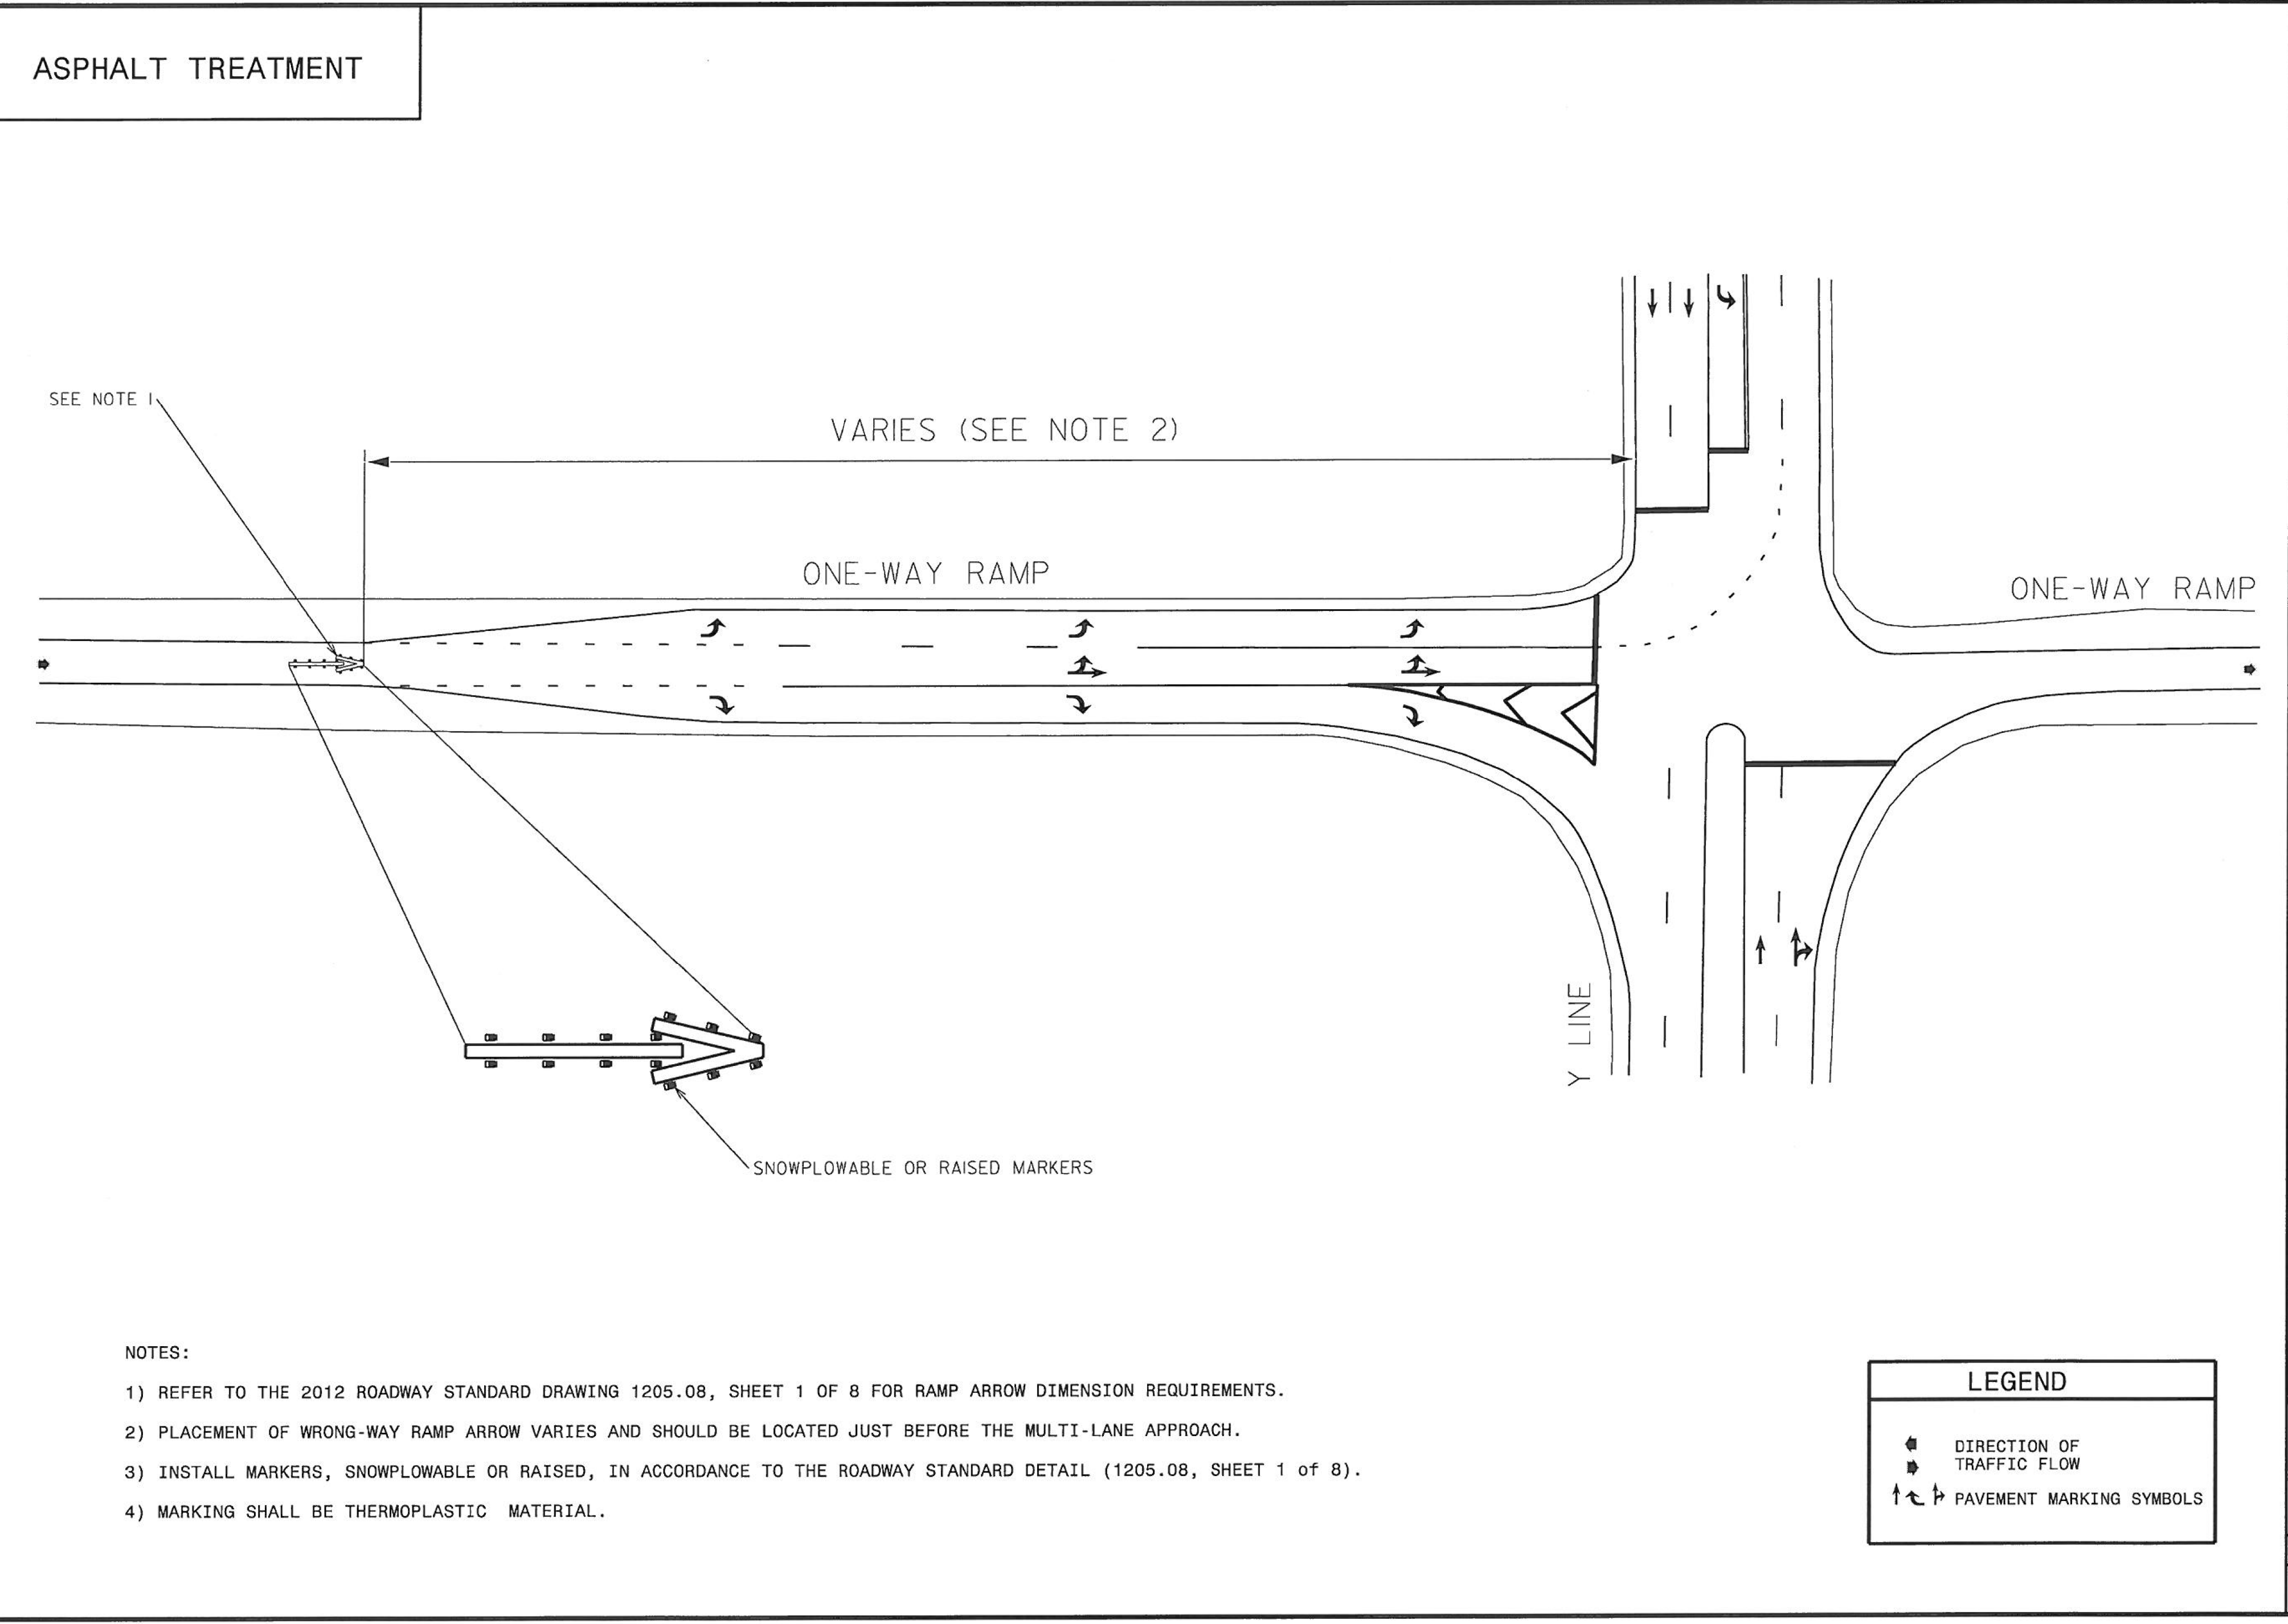 ASPHALT TREATMENT
SEE NOTE 1
VARIES (SEE NOTE 2)
ONE-WAY RAMP
ONE-WAY RAMP
Y LINE
SNOWPLOWABLE OR RAISED MARKERS
NOTES:
1) REFER TO THE 2012 ROADWAY STANDARD DRAWING 1205.08, SHEET 1 OF 8 FOR RAMP ARROW DIMENSION REQUIREMENTS.
2) PLACEMENT OF WRONG-WAY RAMP ARROW VARIES AND SHOULD BE LOCATED JUST BEFORE THE MULTI-LANE APPROACH.
3) INSTALL MARKERS, SNOWPLOWABLE OR RAISED, IN ACCORDANCE TO THE ROADWAY STANDARD DETAIL (1205.08, SHEET 1 of 8).
4) MARKING SHALL BE THERMOPLASTIC MATERIAL.
LEGEND
DIRECTION OF
TRAFFIC FLOW
PAVEMENT MARKING SYMBOLS